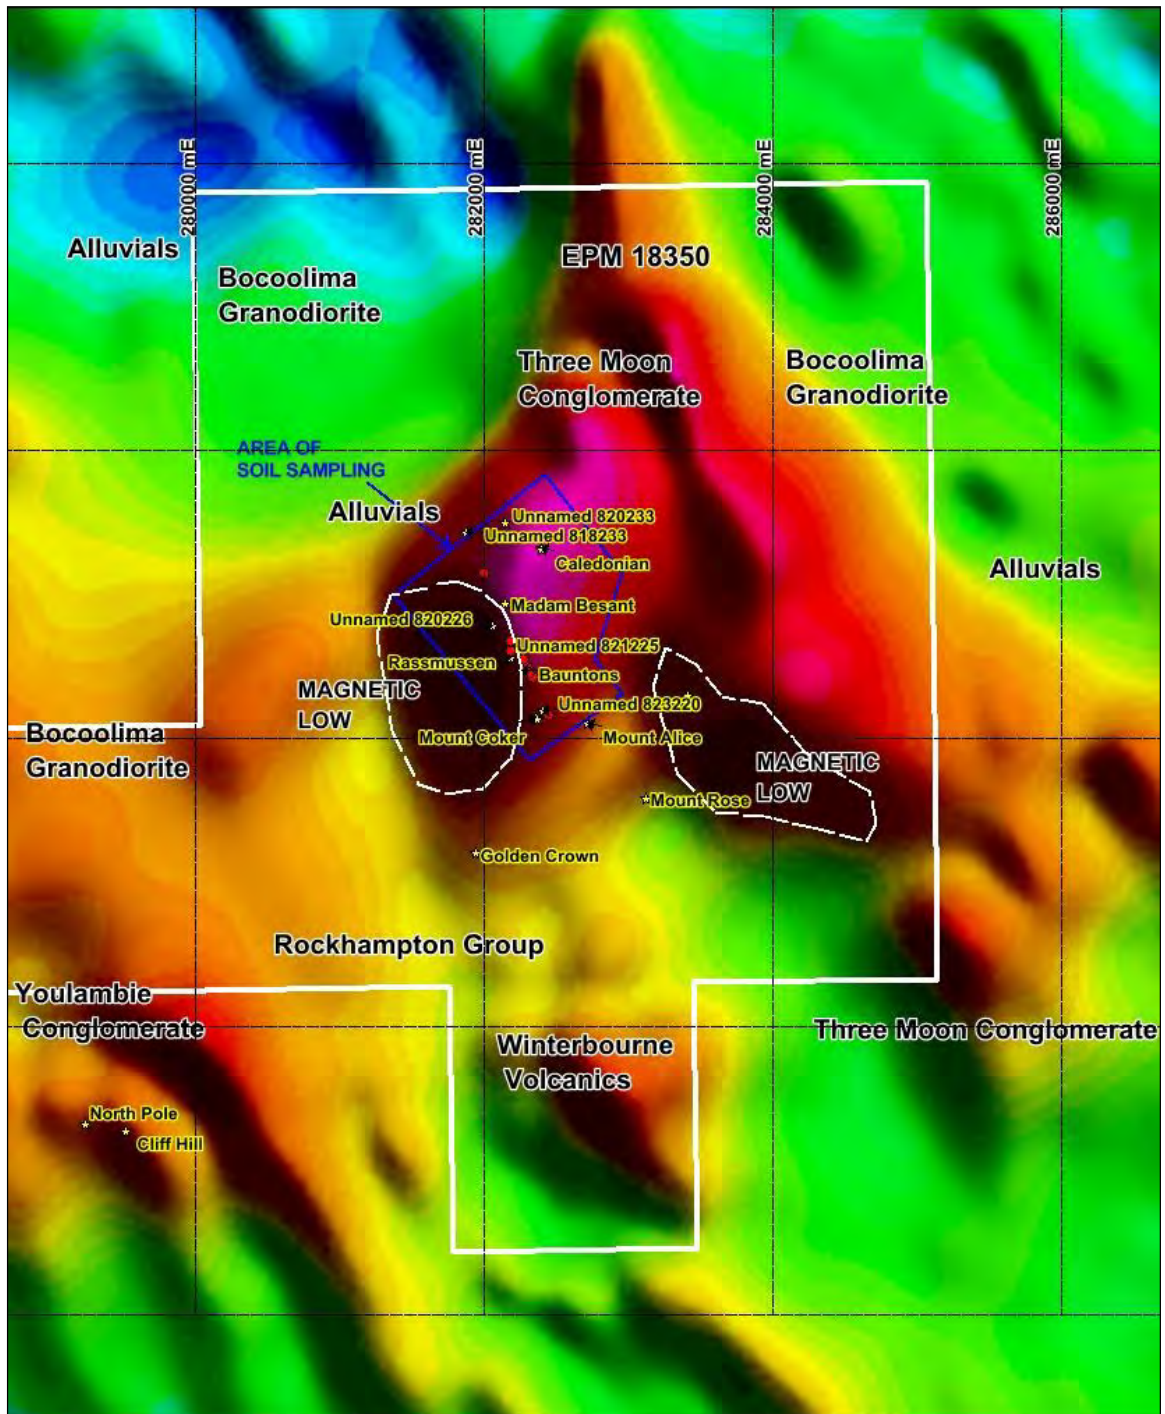 280000 mE
282000 mE
284000 mE
286000 mE
Alluvials
EPM 18350
Bocoolima
Granodiorite
Three Moon
Conglomerate
Bocoolima
Granodiorite
AREA OF
SOIL SAMPLING
Alluvials
Unnamed 820233
Unnamed 818233
Caledonian
Alluvials
Madam Besant
Unnamed 820226
Unnamed 821225
Rassmussen
Bauntons
MAGNETIC
LOW
Unnamed 823220
Bocoolima
Granodiorite
Mount Coker
Mount Alice
MAGNETIC
LOW
Mount Rose
Golden Crown
Rockhampton Group
Youlambie
Conglomerate
Three Moon Conglomerate
Winterbourne
Volcanics
North Pole
Cliff Hill